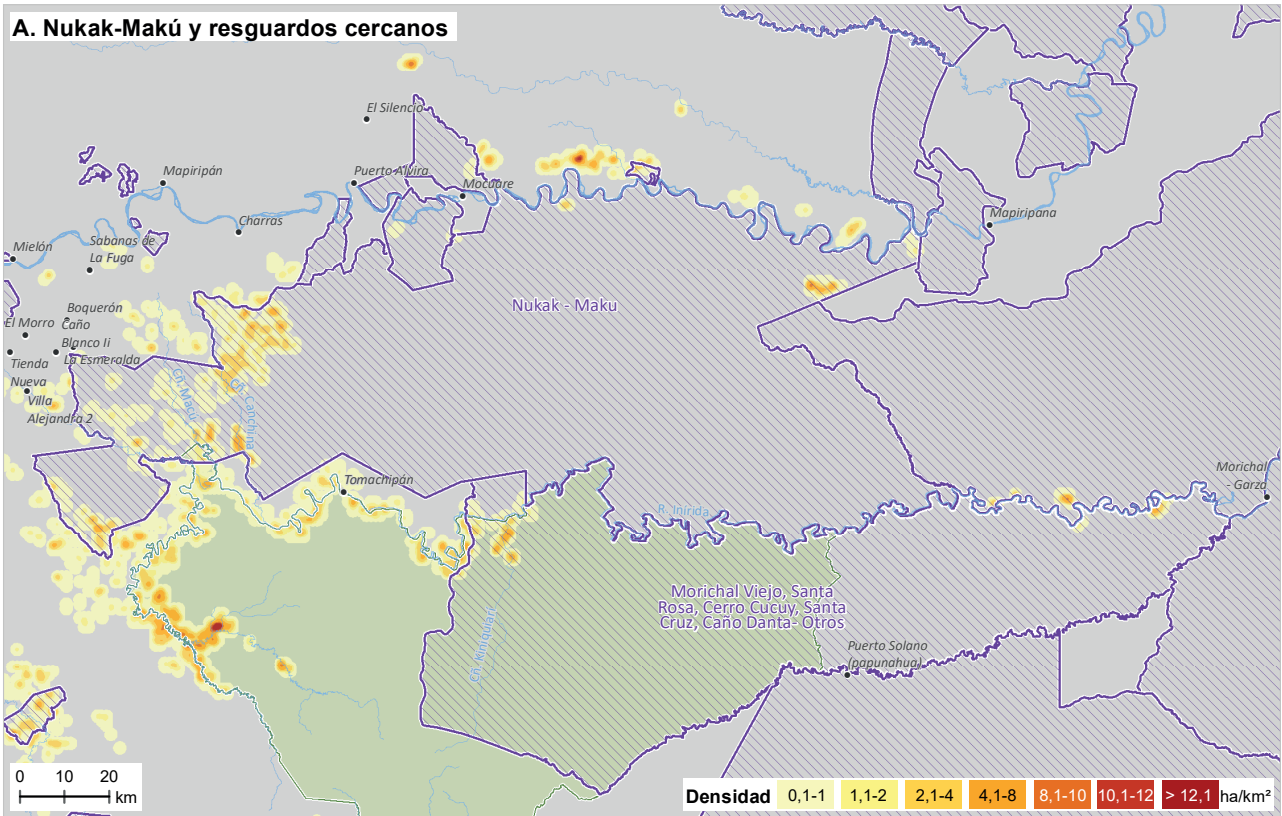 A. Nukak-Makú y resguardos cercanos
El Silencio
Mapiripán
Puerto Alvira
Mocuare
Charras
Mapiripana
Mielón
Sabanas de
La Fuga
Nukak - Maku
Boquerón
El Morro
Caño
Blanco Ii
La Esmeralda
Tienda
Nueva
Villa
Alejandra 2
Cñ. Macú
Cñ. Canchina
Tomachipán
Morichal
- Garza
R. Inírida
Morichal Viejo, Santa
Rosa, Cerro Cucuy, Santa
Cruz, Caño Danta- Otros
Cñ. Kiniquiari
Puerto Solano
(papunahua)
0 10 20
km
Densidad 0,1-1 1,1-2 2,1-4 4,1-8 8,1-10 10,1-12 > 12,1 ha/km²